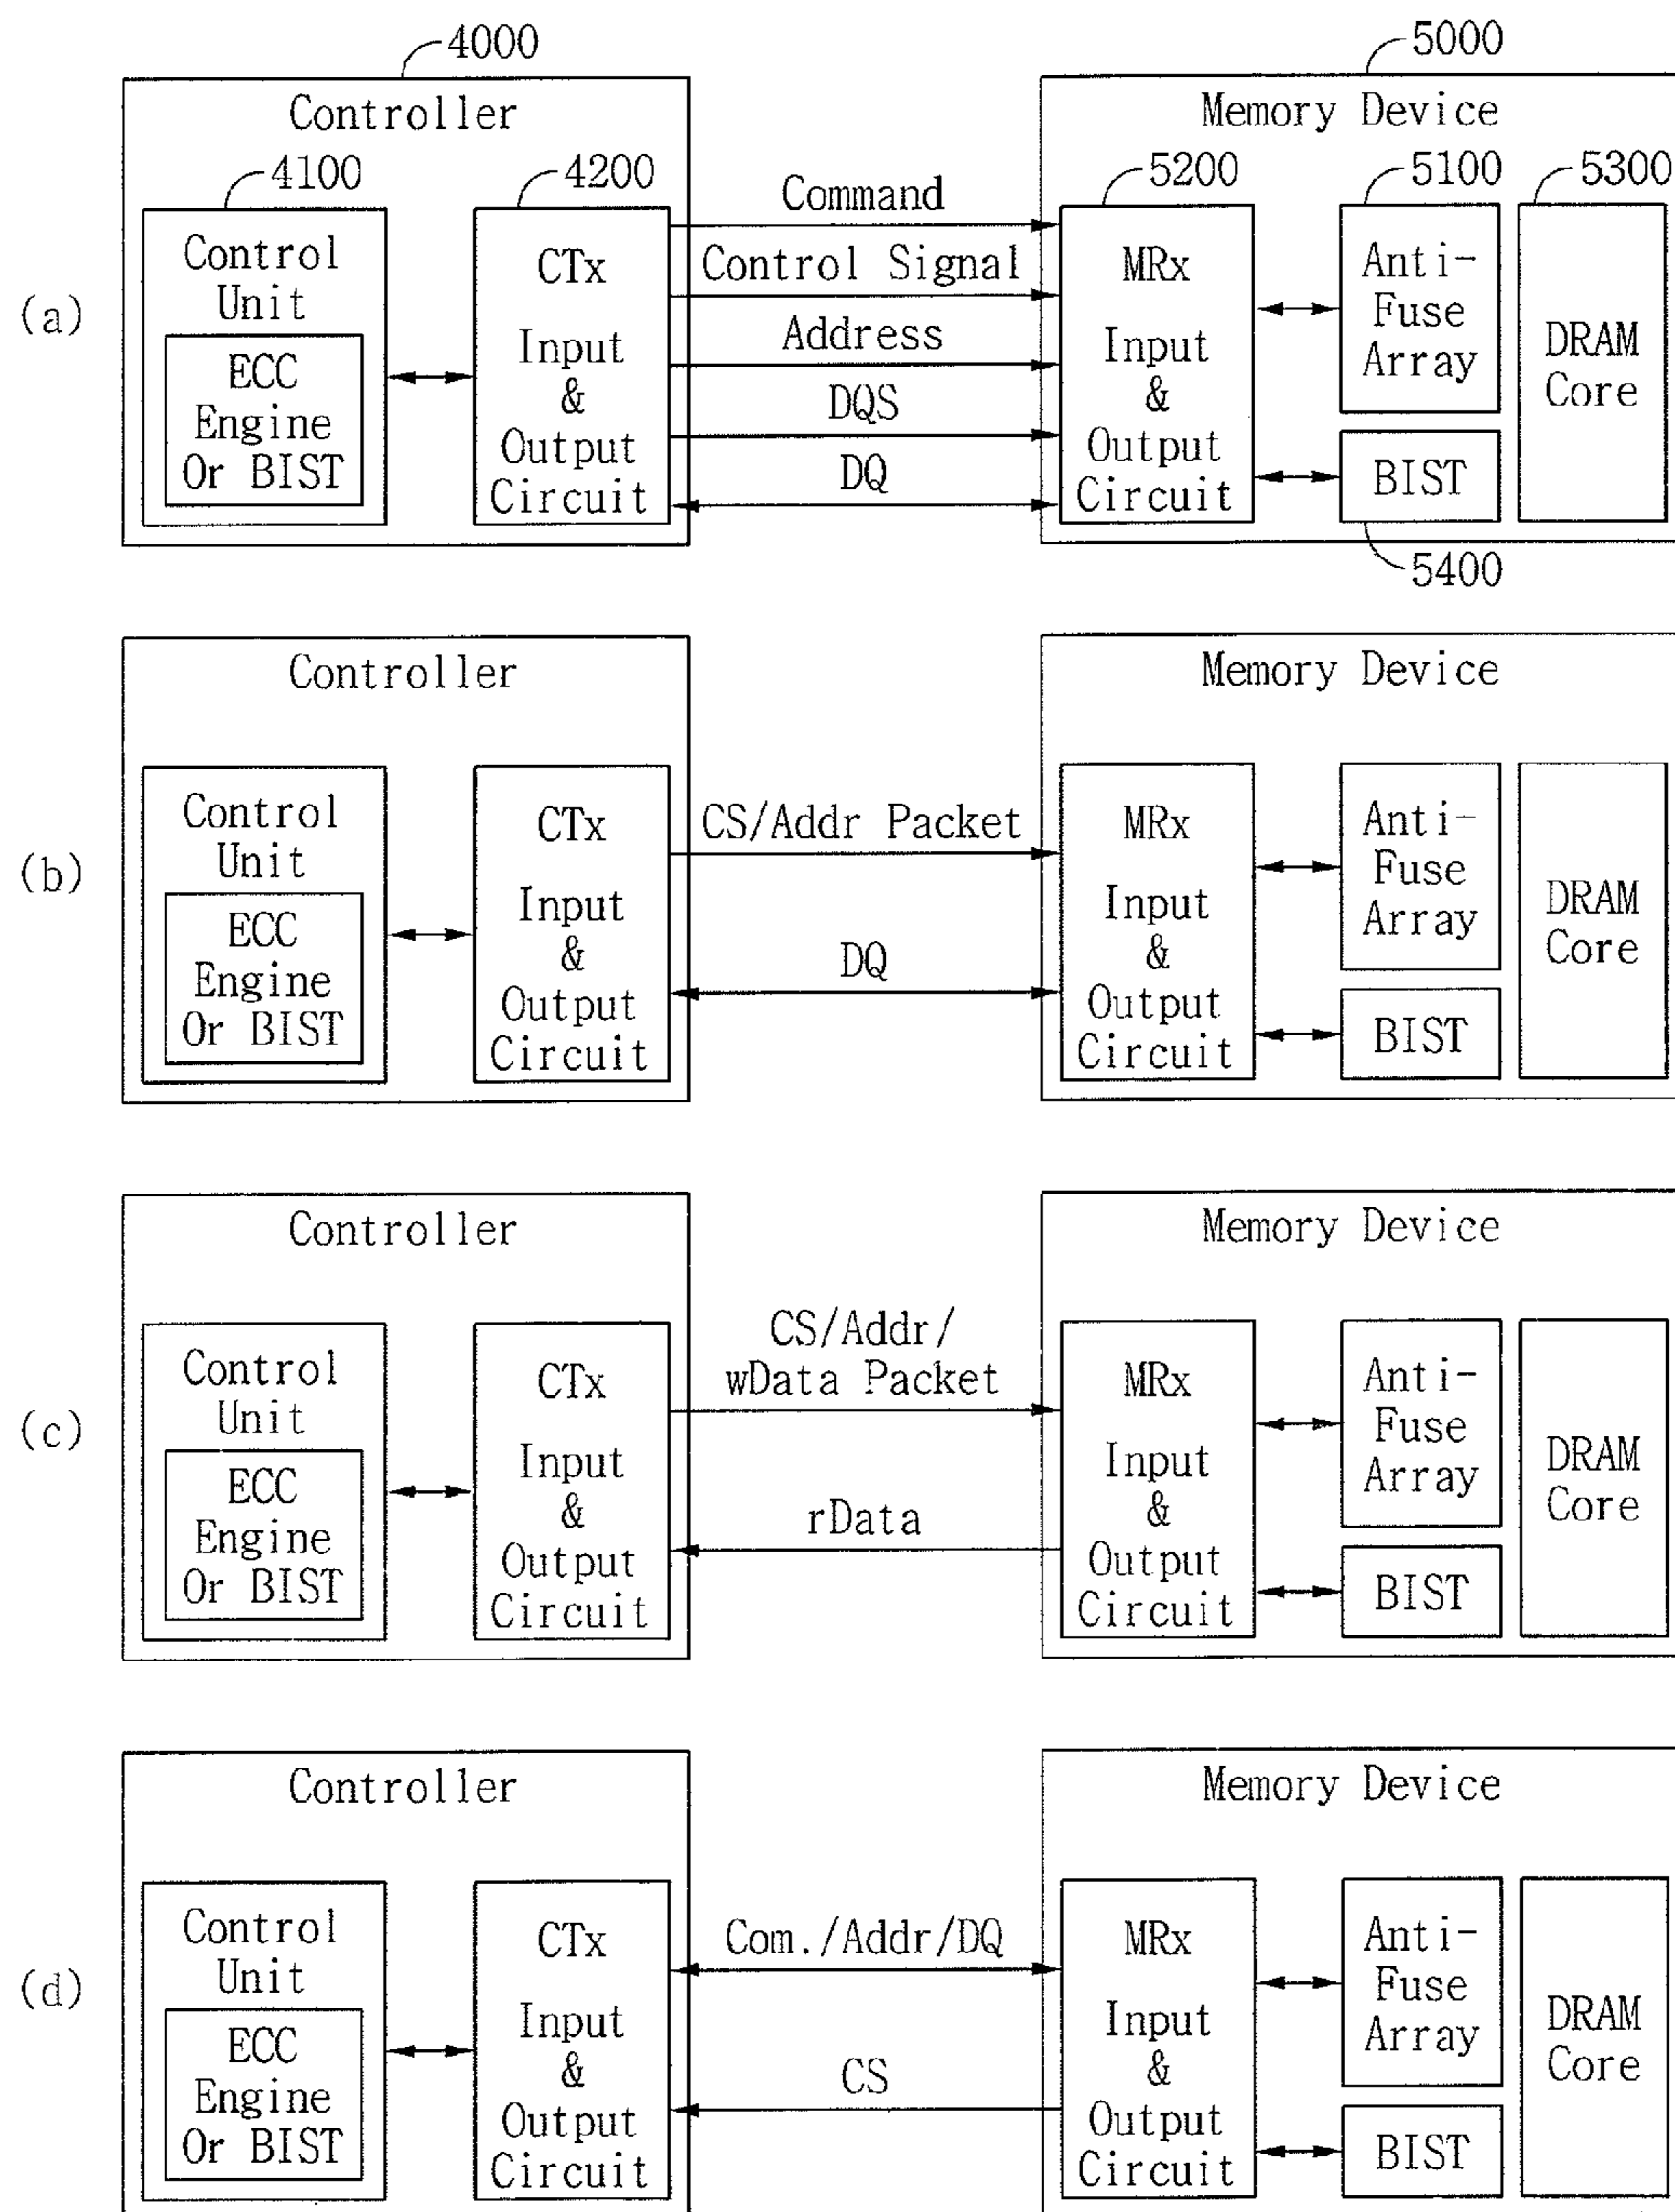 4000
5000
Controller
Memory Device
4100
4200
5200
5100
5300
(a)
Control
Unit
ECC
Engine
Or BIST
CTx
Input
&
Output
Circuit
Command
Control Signal
Address
DQS
DQ
MRx
Input
&
Output
Circuit
Anti-
Fuse
Array
BIST
DRAM
Core
5400
(b)
Controller
Memory Device
Control
Unit
ECC
Engine
Or BIST
CTx
Input
&
Output
Circuit
CS/Addr Packet
DQ
MRx
Input
&
Output
Circuit
Anti-
Fuse
Array
BIST
DRAM
Core
(c)
Controller
Memory Device
Control
Unit
ECC
Engine
Or BIST
CTx
Input
&
Output
Circuit
CS/Addr/
wData Packet
rData
MRx
Input
&
Output
Circuit
Anti-
Fuse
Array
BIST
DRAM
Core
(d)
Controller
Memory Device
Control
Unit
ECC
Engine
Or BIST
CTx
Input
&
Output
Circuit
Com./Addr/DQ
CS
MRx
Input
&
Output
Circuit
Anti-
Fuse
Array
BIST
DRAM
Core